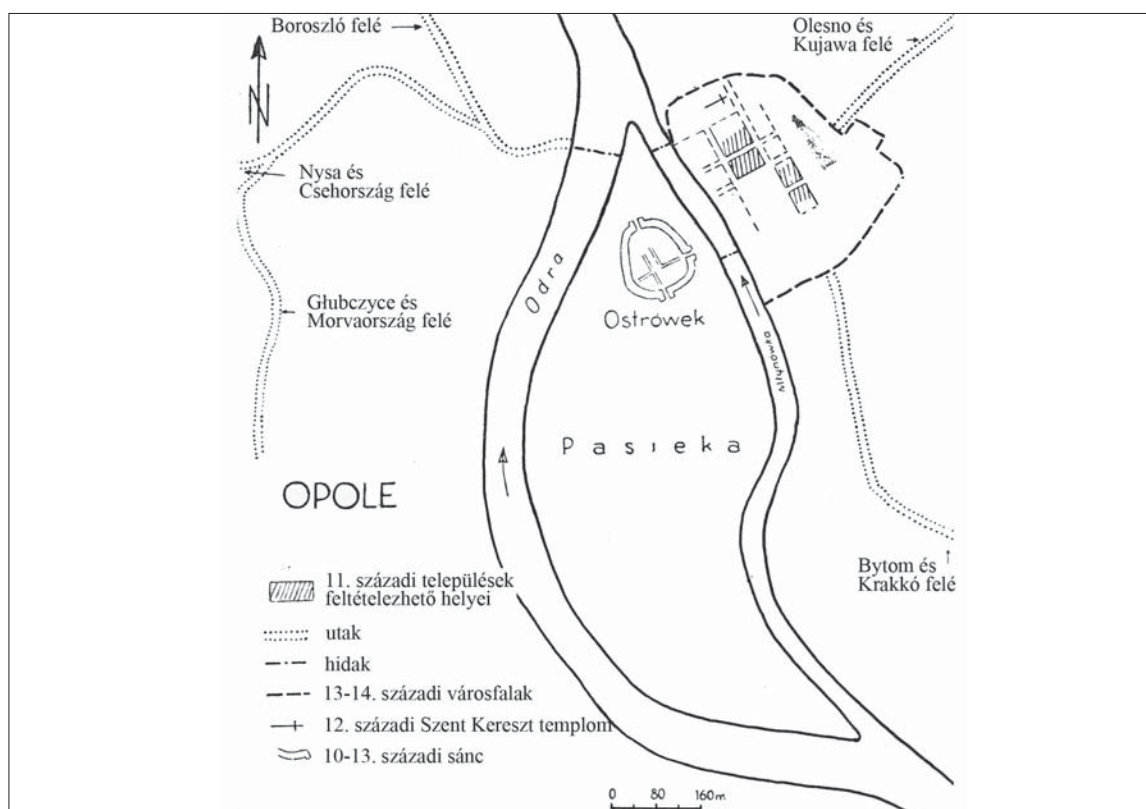 Boroszló felé
Olesno és
Kujawa felé
N
Nysa és
Csehország felé
Odra
Głubczyce és
Morvaország felé
Ostrówek
Młynówka
Pasieka
OPOLE
Bytom és
Krakkó felé
11. századi települések
feltételezhető helyei
utak
hidak
13-14. századi városfalak
12. századi Szent Kereszt templom
10-13. századi sánc
0 80 160m.